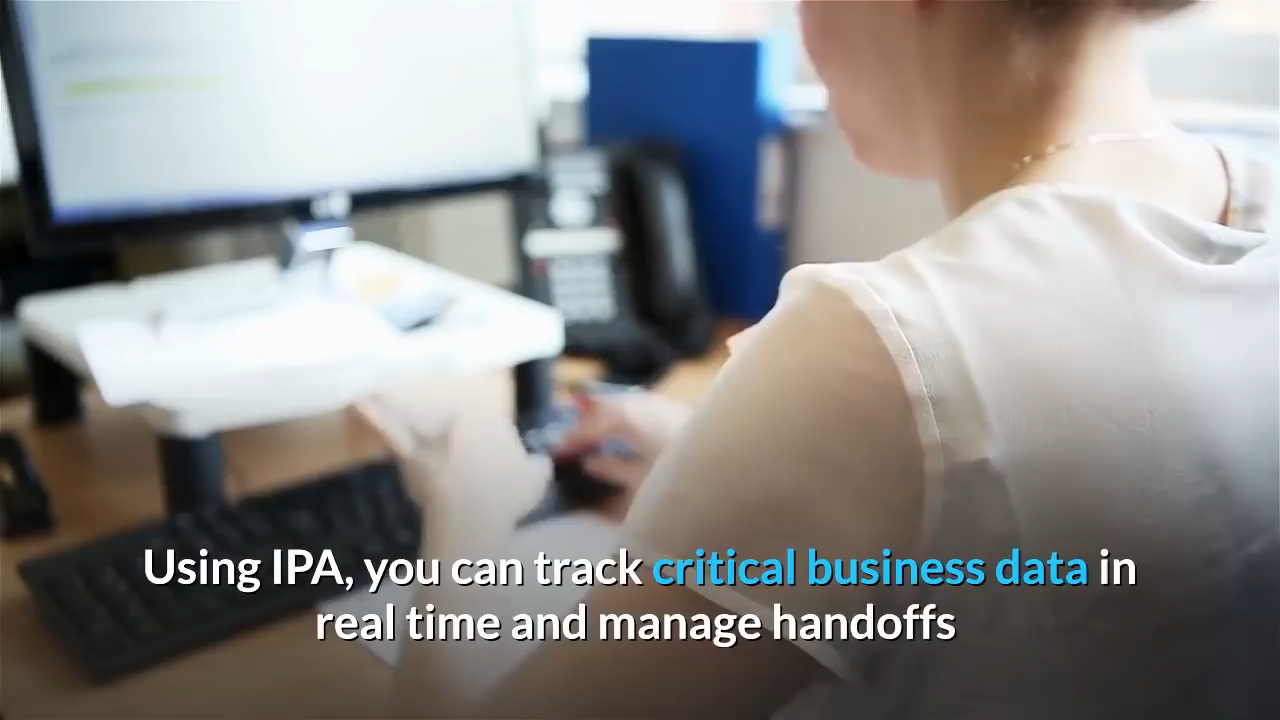 Using IPA, you can track critical business data in
real time and manage handoffs